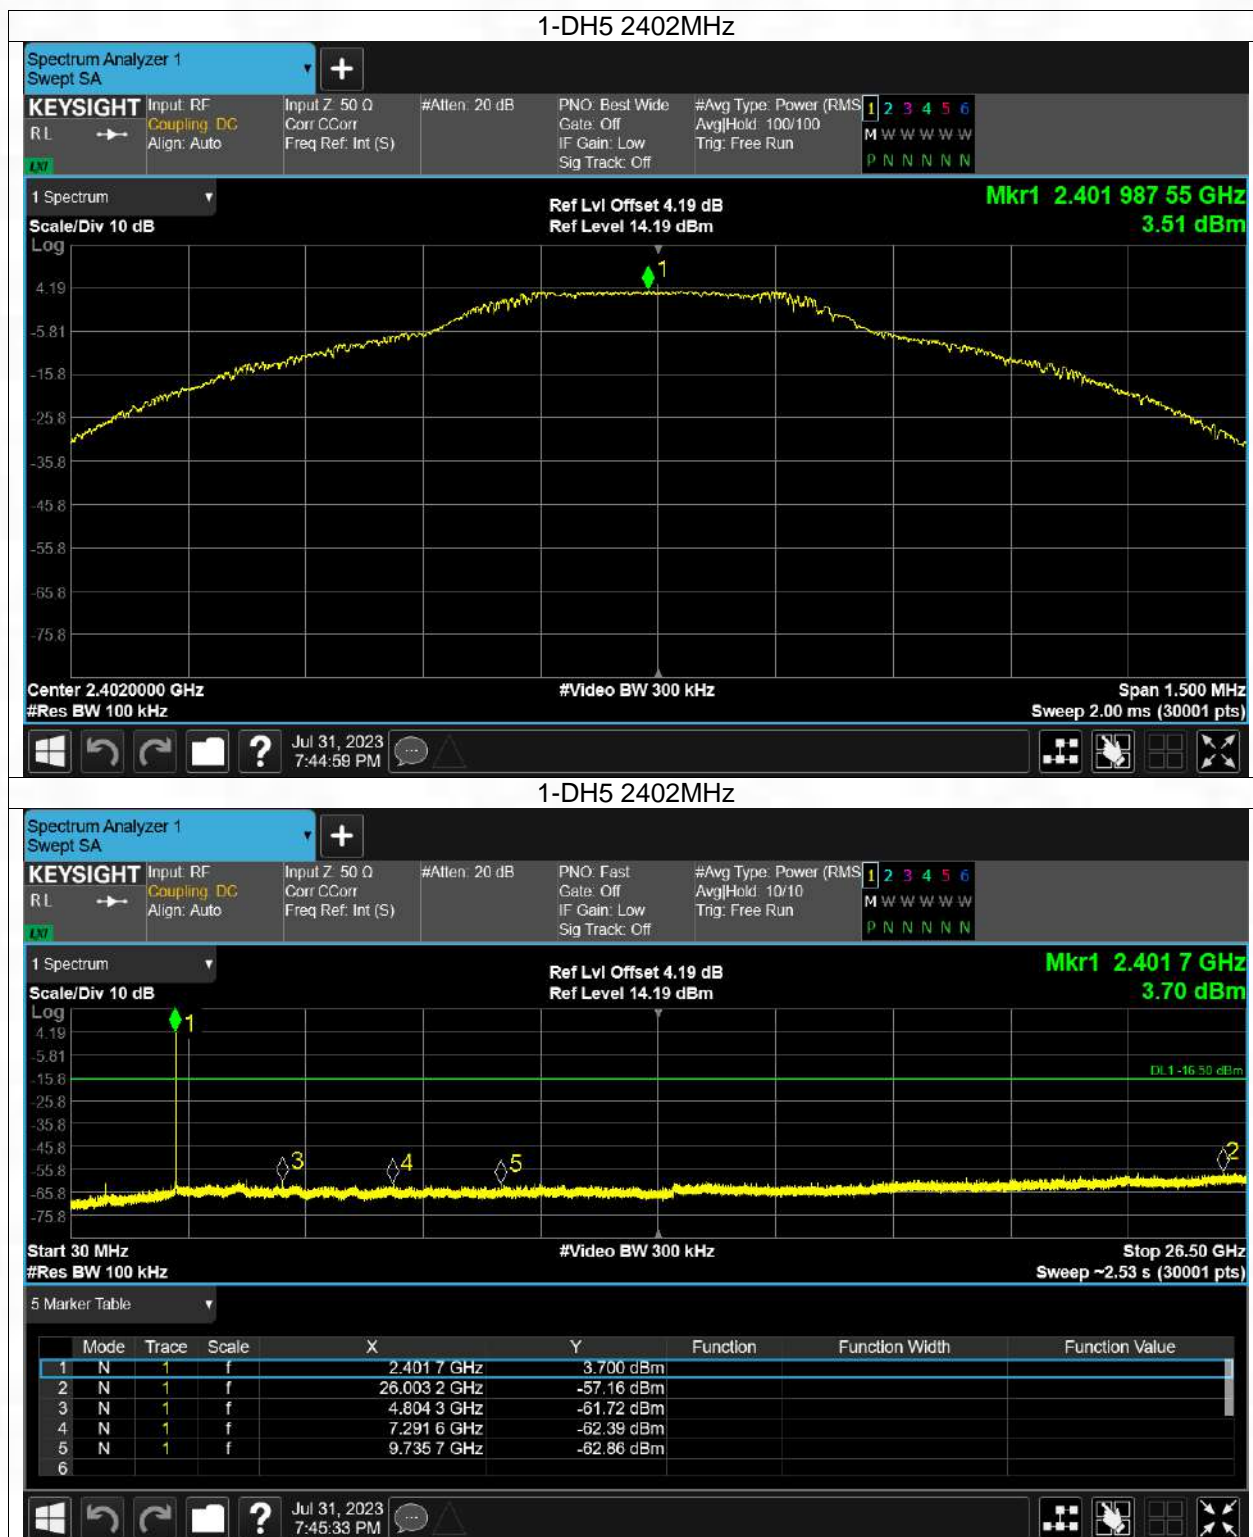 1-DH5 2402MHz
Spectrum Analyzer 1
Swept SA
KEYSIGHT Input: RF Input Z: 50 Ω #Atten: 20 dB PNO: Best Wide #Avg Type: Power (RMS 1 2 3 4 5 6
RL Coupling: DC Corr CCorr Gate: Off Avg|Hold: 100/100 M W W W W W
Align: Auto Freq Ref: Int (S) IF Gain: Low Trig: Free Run
LXI Sig Track: Off P N N N N N
1 Spectrum Ref Lvl Offset 4.19 dB Mkr1 2.401 987 55 GHz
Scale/Div 10 dB Ref Level 14.19 dBm 3.51 dBm
Log
1
4.19
-5.81
-15.8
-25.8
-35.8
-45.8
-55.8
-65.8
-75.8
Center 2.4020000 GHz #Video BW 300 kHz Span 1.500 MHz
#Res BW 100 kHz Sweep 2.00 ms (30001 pts)
? Jul 31, 2023
7:44:59 PM
1-DH5 2402MHz
Spectrum Analyzer 1
Swept SA
KEYSIGHT Input: RF Input Z: 50 Ω #Atten: 20 dB PNO: Fast #Avg Type: Power (RMS 1 2 3 4 5 6
RL Coupling: DC Corr CCorr Gate: Off Avg|Hold: 10/10 M W W W W W
Align: Auto Freq Ref: Int (S) IF Gain: Low Trig: Free Run
LXI Sig Track: Off P N N N N N
1 Spectrum Ref Lvl Offset 4.19 dB Mkr1 2.401 7 GHz
Scale/Div 10 dB Ref Level 14.19 dBm 3.70 dBm
Log
1
4.19
-5.81
-15.8 DL1 -16.50 dBm
-25.8
-35.8
-45.8
3 4 5 2
-55.8
-65.8
-75.8
Start 30 MHz #Video BW 300 kHz Stop 26.50 GHz
#Res BW 100 kHz Sweep ~2.53 s (30001 pts)
5 Marker Table
Mode Trace Scale X Y Function Function Width Function Value
1 N 1 f 2.401 7 GHz 3.700 dBm
2 N 1 f 26.003 2 GHz -57.16 dBm
3 N 1 f 4.804 3 GHz -61.72 dBm
4 N 1 f 7.291 6 GHz -62.39 dBm
5 N 1 f 9.735 7 GHz -62.86 dBm
6
? Jul 31, 2023
7:45:33 PM